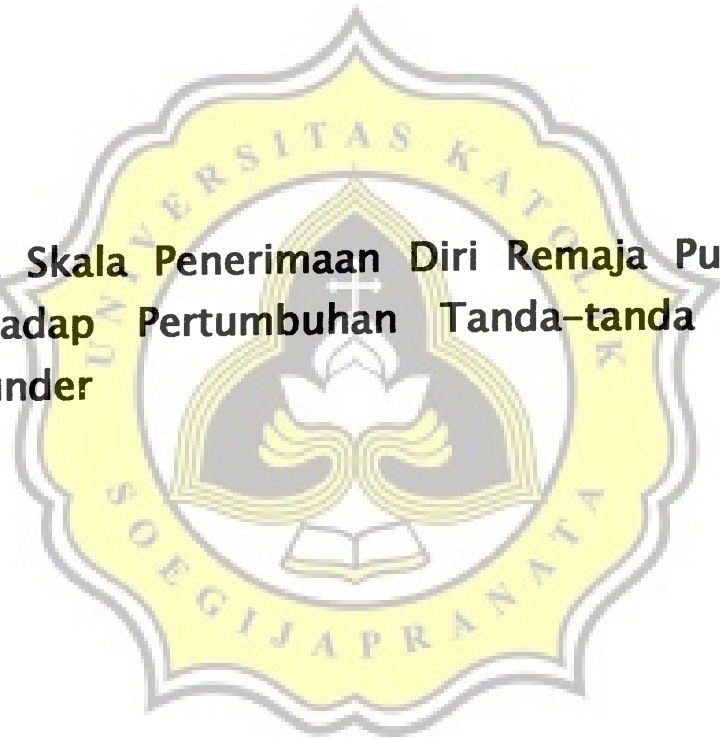 Skala Penerimaan Diri Remaja Pu
adap Pertumbuhan Tanda-tanda
nder
UNIVERSITAS KATOLIK
SOEGIJAPRANATA